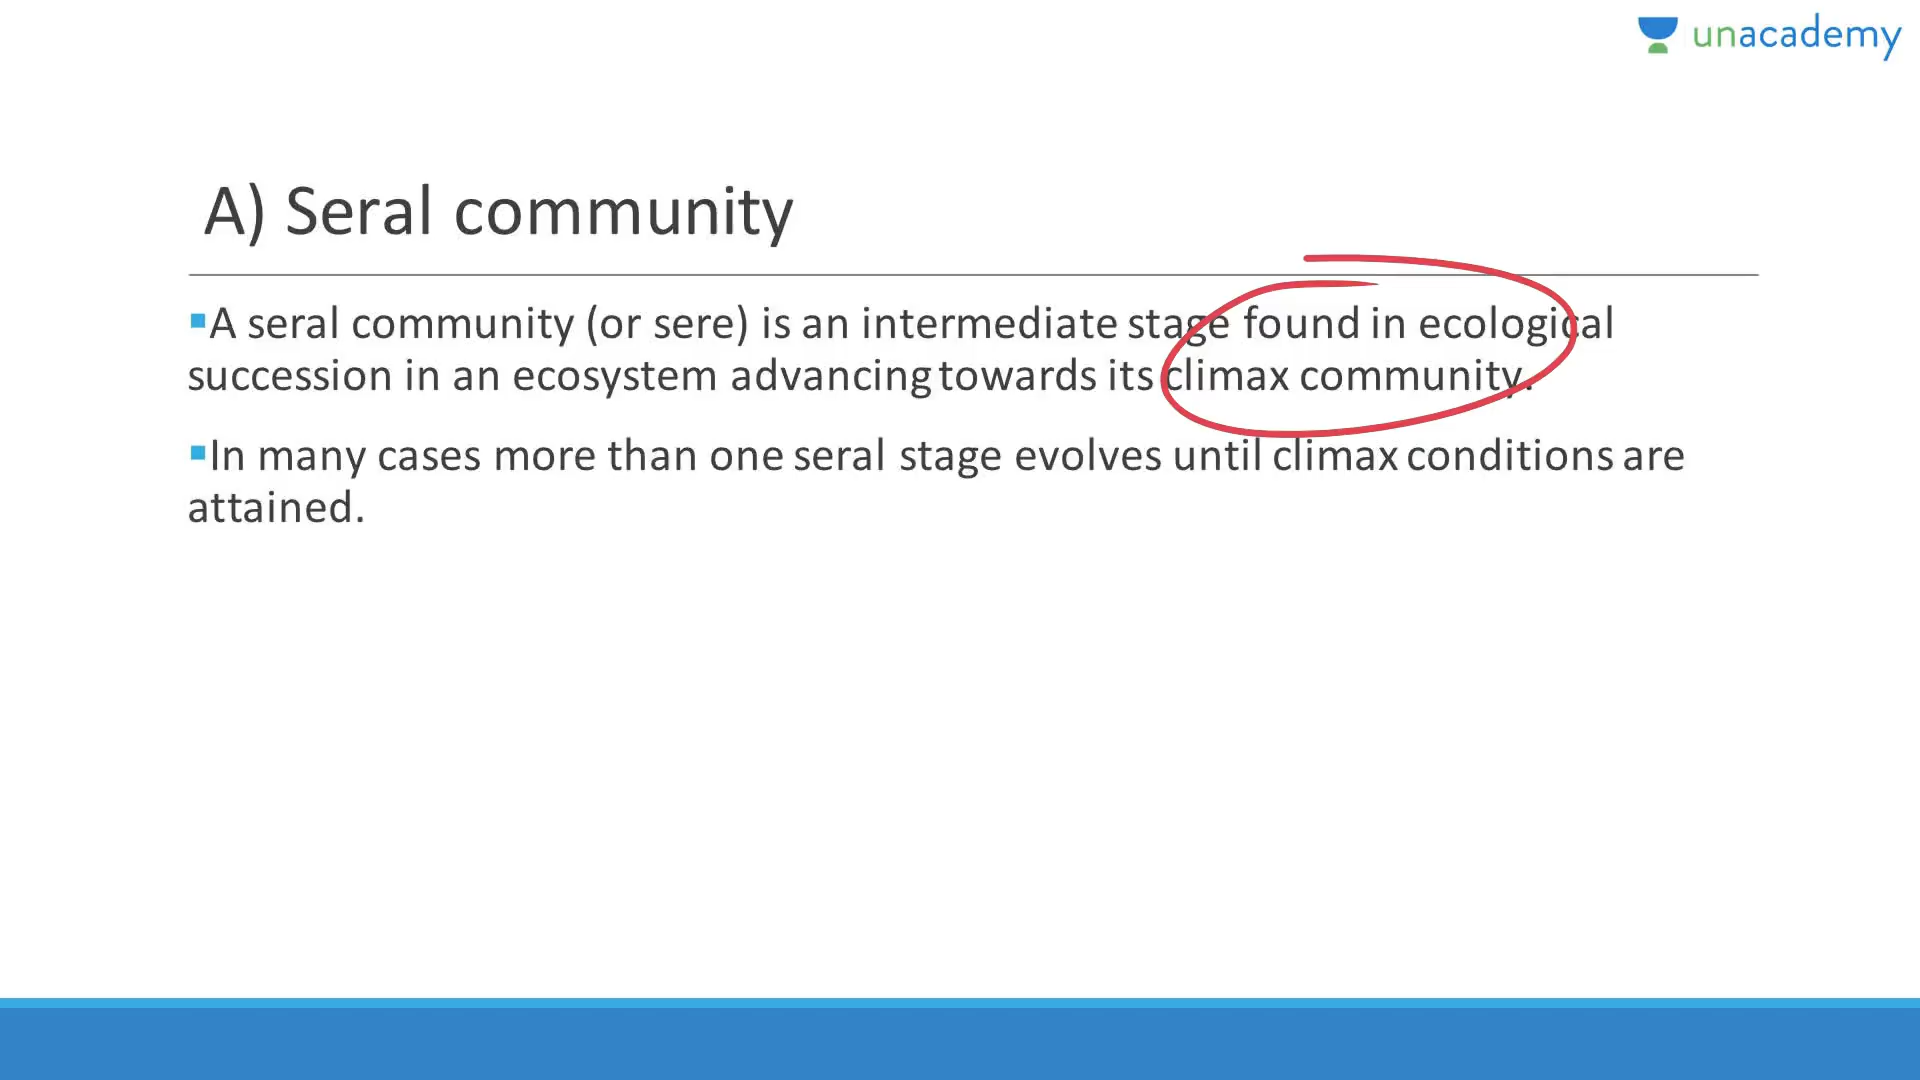 unacademy
A) Seral community
▪A seral community (or sere) is an intermediate stage found in ecological
succession in an ecosystem advancing towards its climax community.
▪In many cases more than one seral stage evolves until climax conditions are
attained.